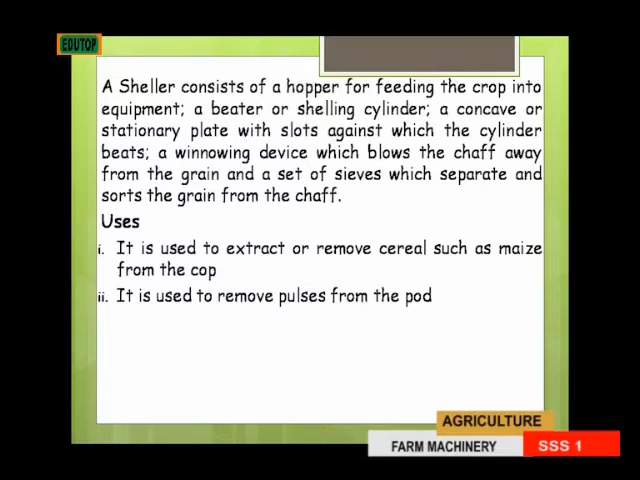 EDUTOP
A Sheller consists of a hopper for feeding the crop into
equipment; a beater or shelling cylinder; a concave or
stationary plate with slots against which the cylinder
beats; a winnowing device which blows the chaff away
from the grain and a set of sieves which separate and
sorts the grain from the chaff.
Uses
i. It is used to extract or remove cereal such as maize
from the cop
ii. It is used to remove pulses from the pod
AGRICULTURE
FARM MACHINERY SSS 1